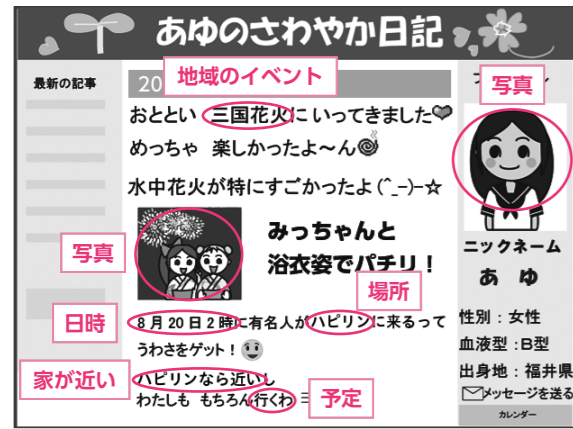 あゆのさわやか日記
最新の記事
20
地域のイベント
おととい 三国花火にいってきました
めっちゃ 楽しかったよ〜ん
水中花火が特にすごかったよ(^_-)-☆
写真
みっちゃんと
浴衣姿でパチリ！
場所
日時
8月20日2時に有名人がハピリンに来るって
うわさをゲット！
家が近い
ハピリンなら近いし
わたしも もちろん行くわ
予定
写真
ニックネーム
あゆ
性別：女性
血液型：B型
出身地：福井県
メッセージを送る
カレンダー